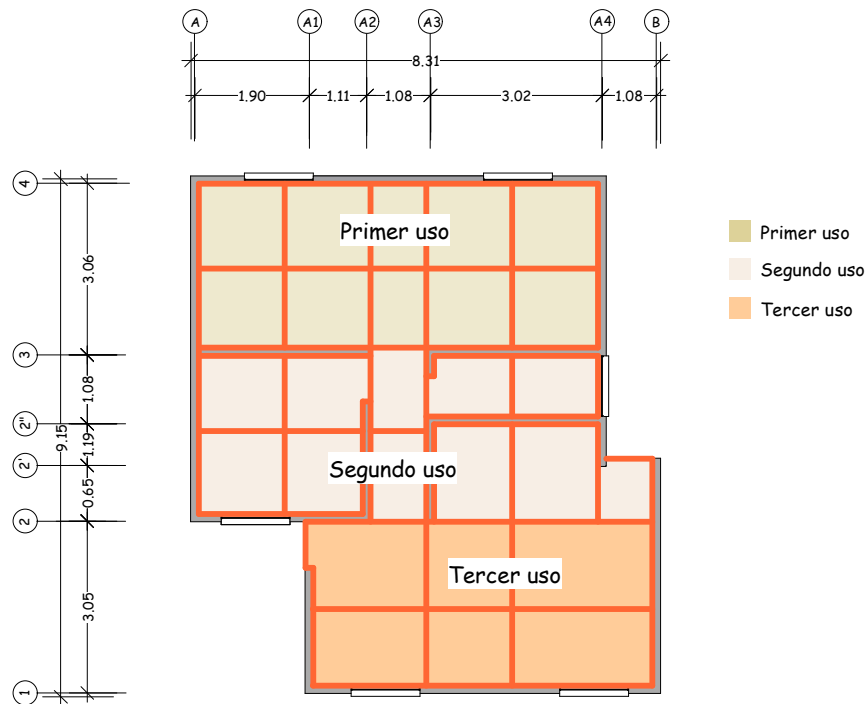 A A1 A2 A3 A4 B
8.31
1.90 1.11 1.08 3.02 1.08
4
3
2"
2'
2
1
3.06
1.08
1.19
0.65
3.05
9.15
Primer uso
Segundo uso
Tercer uso
Primer uso
Segundo uso
Tercer uso